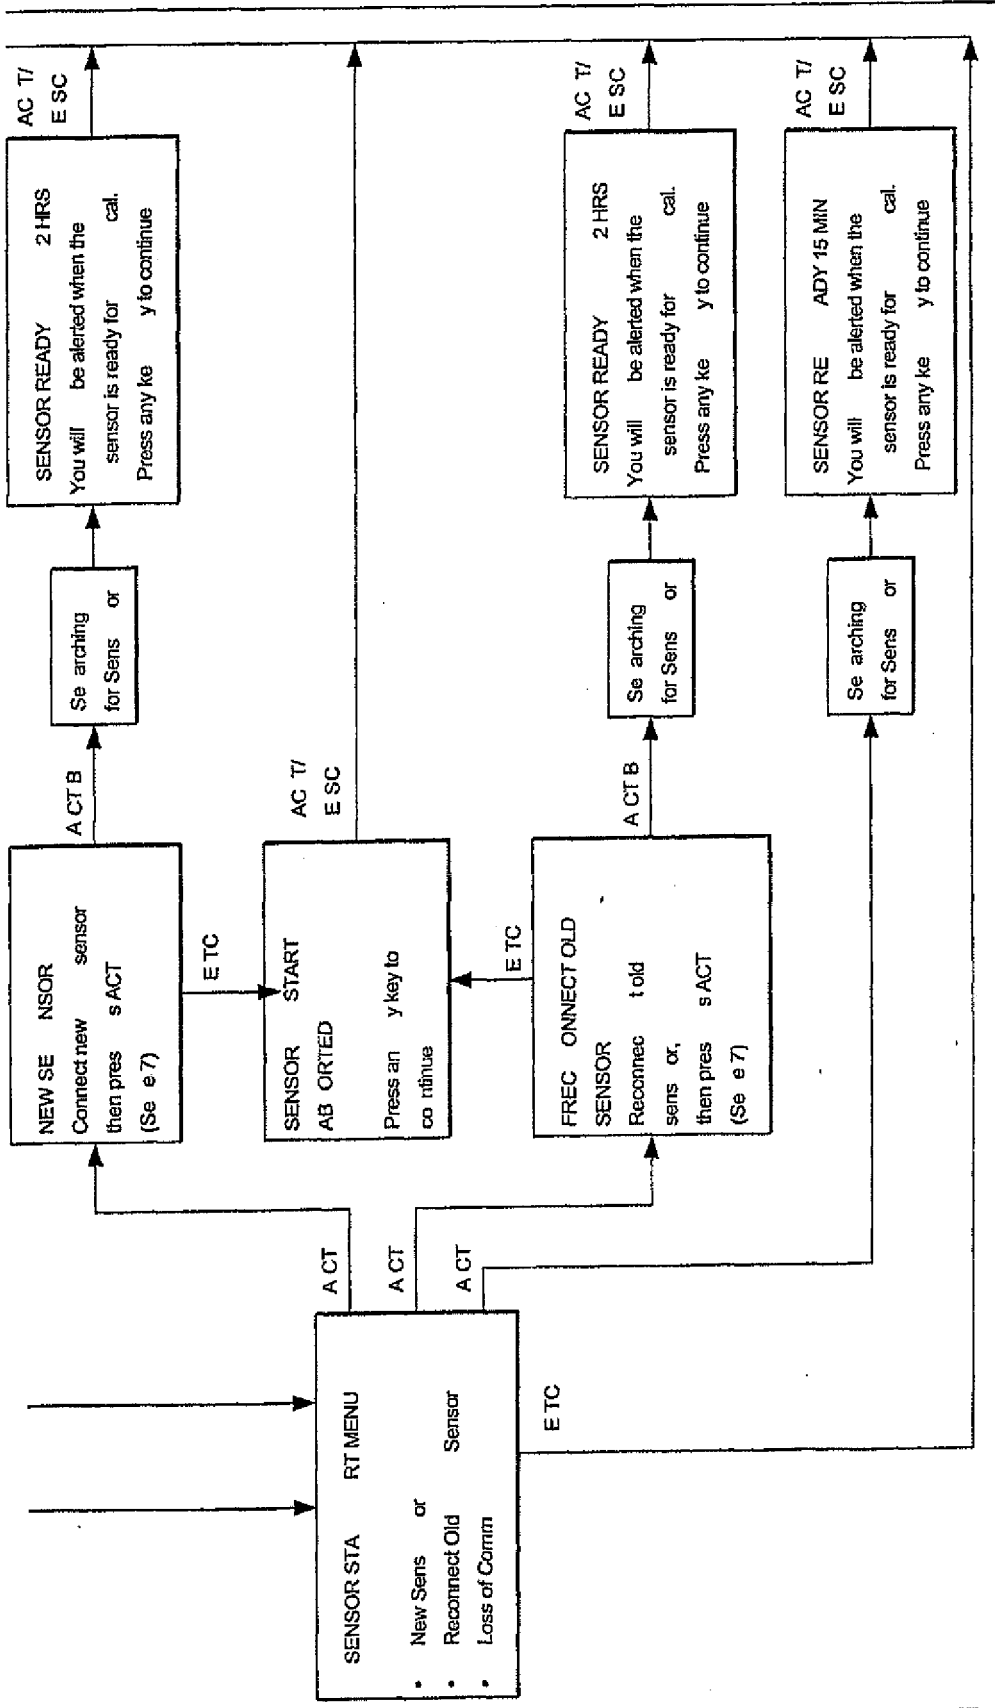 SENSOR STA RT MENU
• New Sens or
• Reconnect Old Sensor
• Loss of Comm
A CT
A CT
A CT
E TC
NEW SE NSOR
Connect new sensor
then pres s ACT
(Se e 7)
A CT B
E TC
SENSOR START
AB ORTED
Press an y key to
co ntinue
AC T/
E SC
E TC
FREC ONNECT OLD
SENSOR
Reconnec t old
sens or,
then pres s ACT
(Se e 7)
A CT B
Se arching
for Sens or
Se arching
for Sens or
Se arching
for Sens or
SENSOR READY 2 HRS
You will be alerted when the
sensor is ready for cal.
Press any ke y to continue
AC T/
E SC
SENSOR READY 2 HRS
You will be alerted when the
sensor is ready for cal.
Press any ke y to continue
AC T/
E SC
SENSOR RE ADY 15 MIN
You will be alerted when the
sensor is ready for cal.
Press any ke y to continue
AC T/
E SC